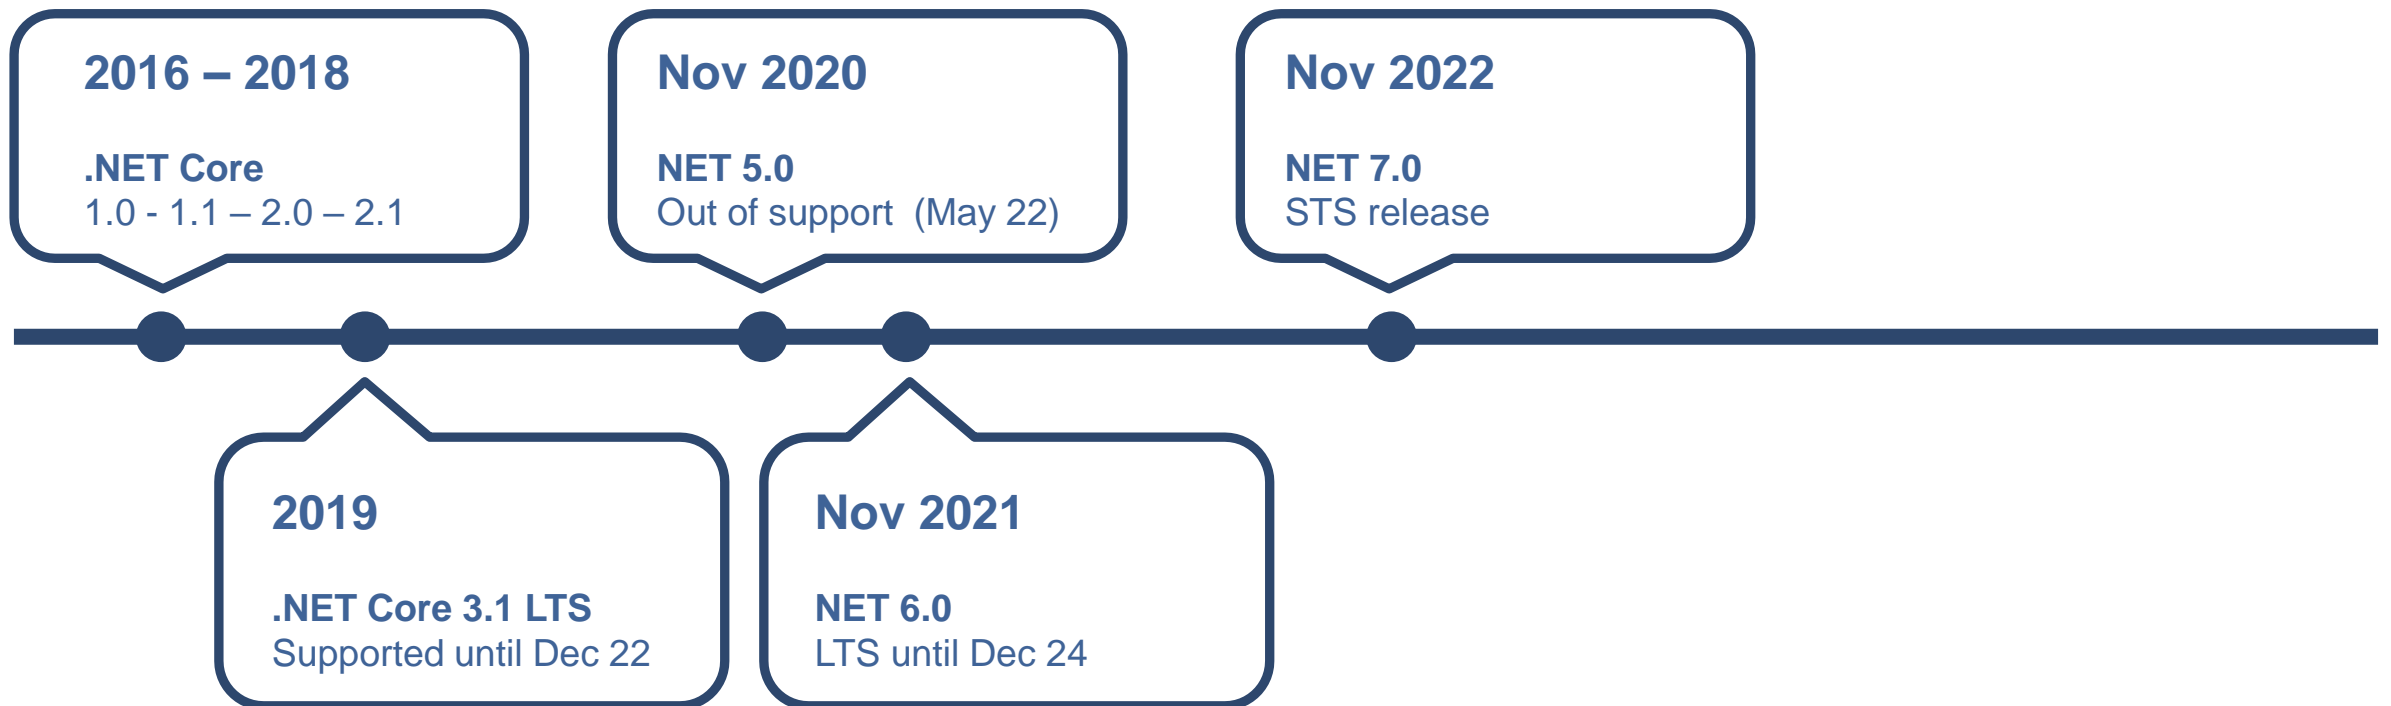 2016 – 2018
.NET Core
1.0 - 1.1 – 2.0 – 2.1
Nov 2020
NET 5.0
Out of support  (May 22)
Nov 2022
NET 7.0
STS release
2019
.NET Core 3.1 LTS
Supported until Dec 22
Nov 2021
NET 6.0
LTS until Dec 24